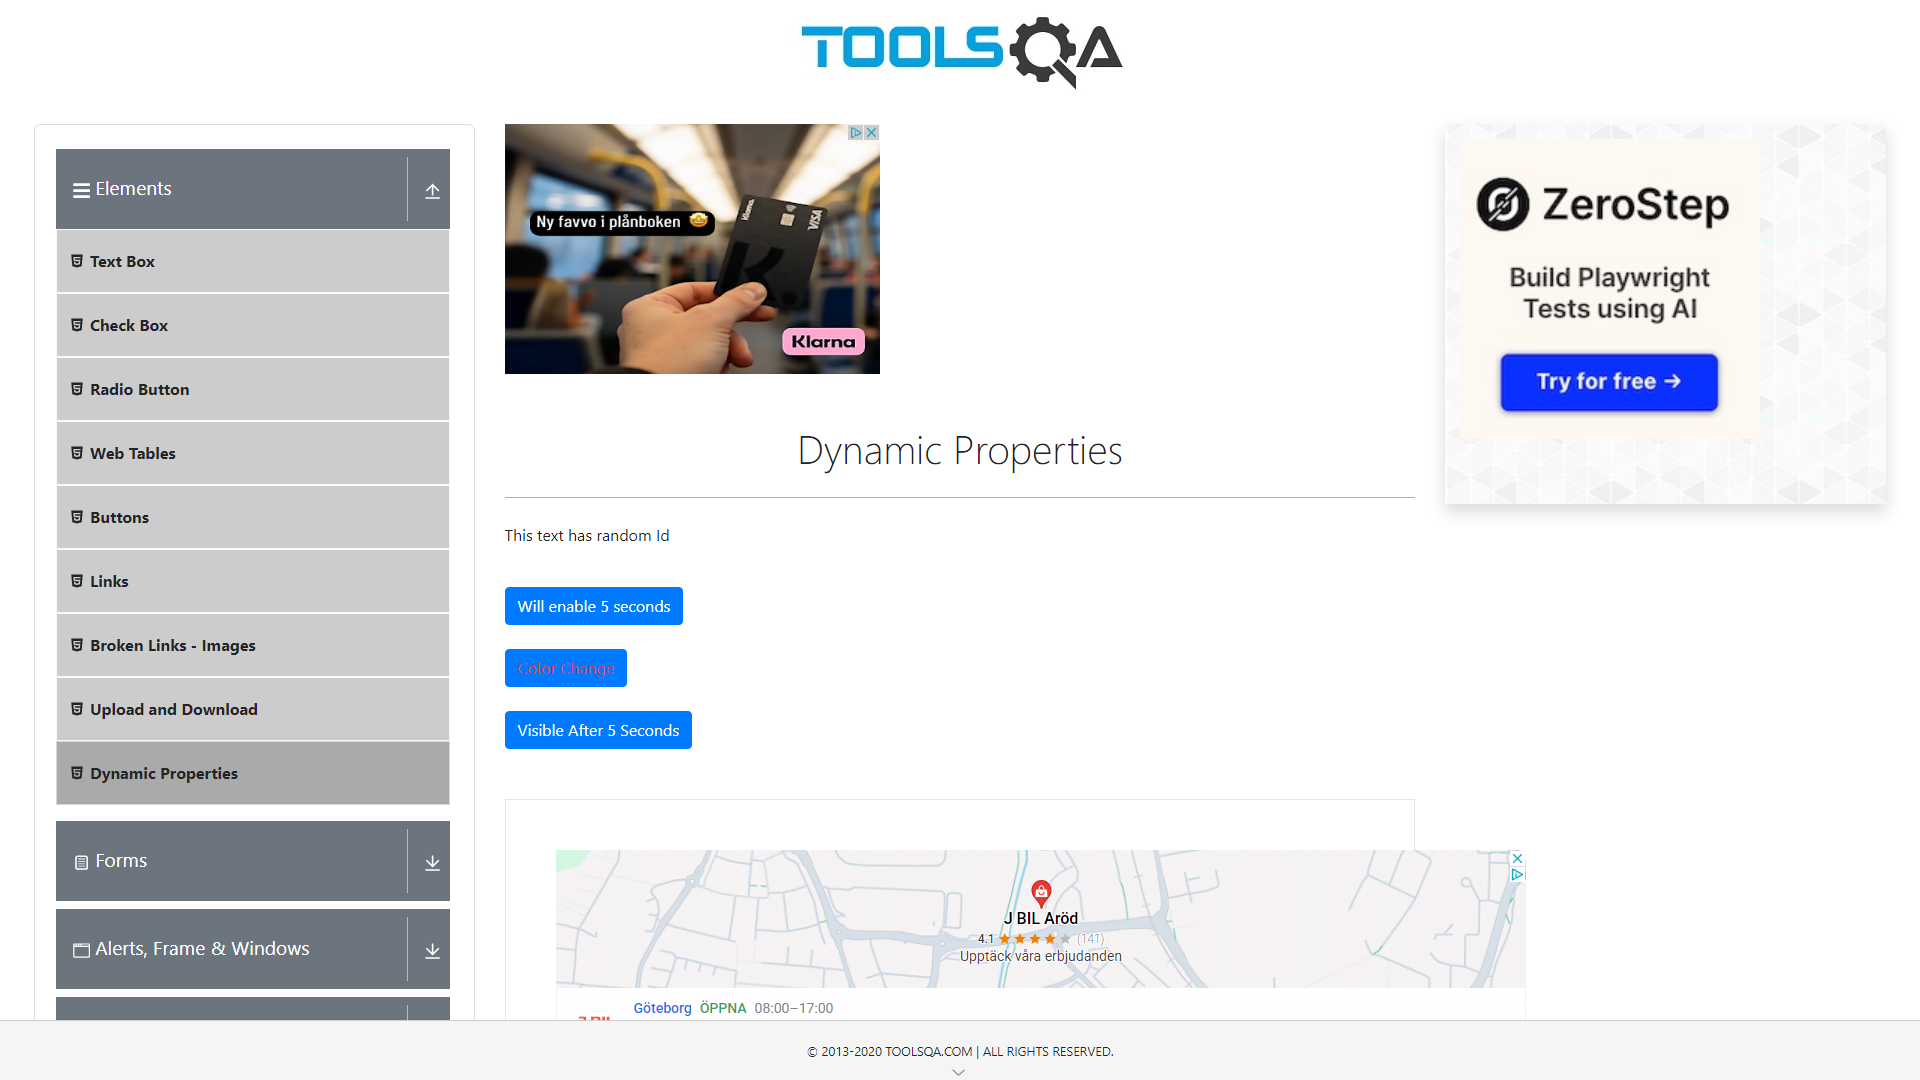 TOOLSQA
Elements
Text Box
Check Box
Radio Button
Web Tables
Buttons
Links
Broken Links - Images
Upload and Download
Dynamic Properties
Forms
Alerts, Frame & Windows
Ny favvo i plånboken 🤩
Klarna.
VISA
K.
Klarna
Dynamic Properties
This text has random Id
Will enable 5 seconds
Color Change
Visible After 5 Seconds
J BIL Aröd
4.1 ★★★★★ (141)
Upptäck våra erbjudanden
Göteborg ÖPPNA 08:00–17:00
ZeroStep
Build Playwright
Tests using AI
Try for free →
© 2013-2020 TOOLSQA.COM | ALL RIGHTS RESERVED.